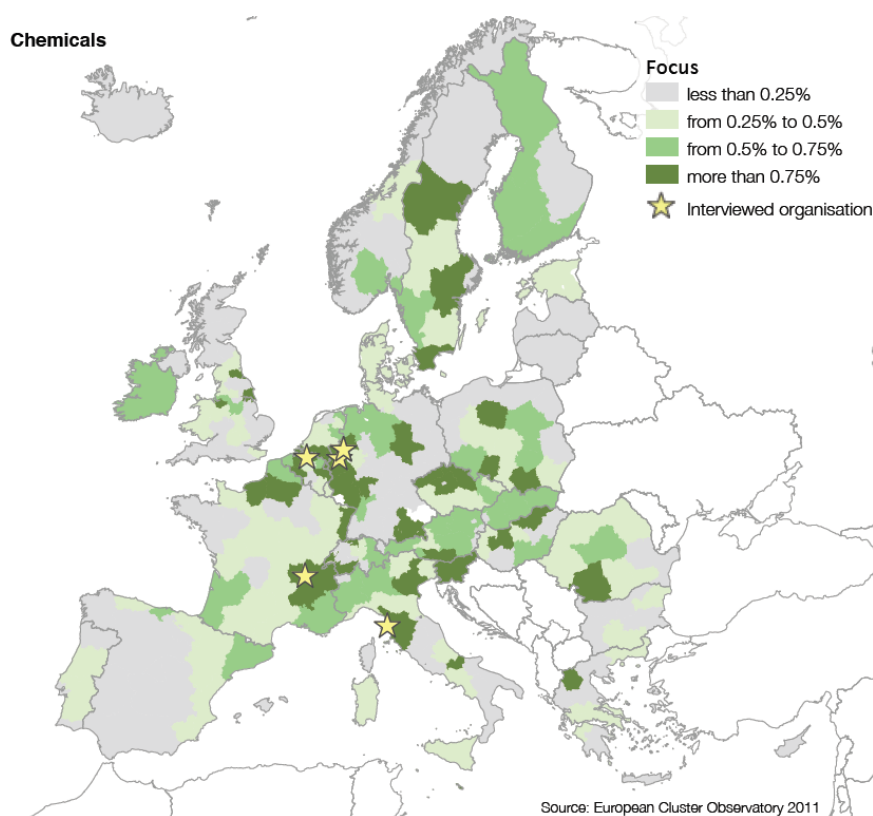 Chemicals
Focus
less than 0.25%
from 0.25% to 0.5%
from 0.5% to 0.75%
more than 0.75%
Interviewed organisation
Source: European Cluster Observatory 2011